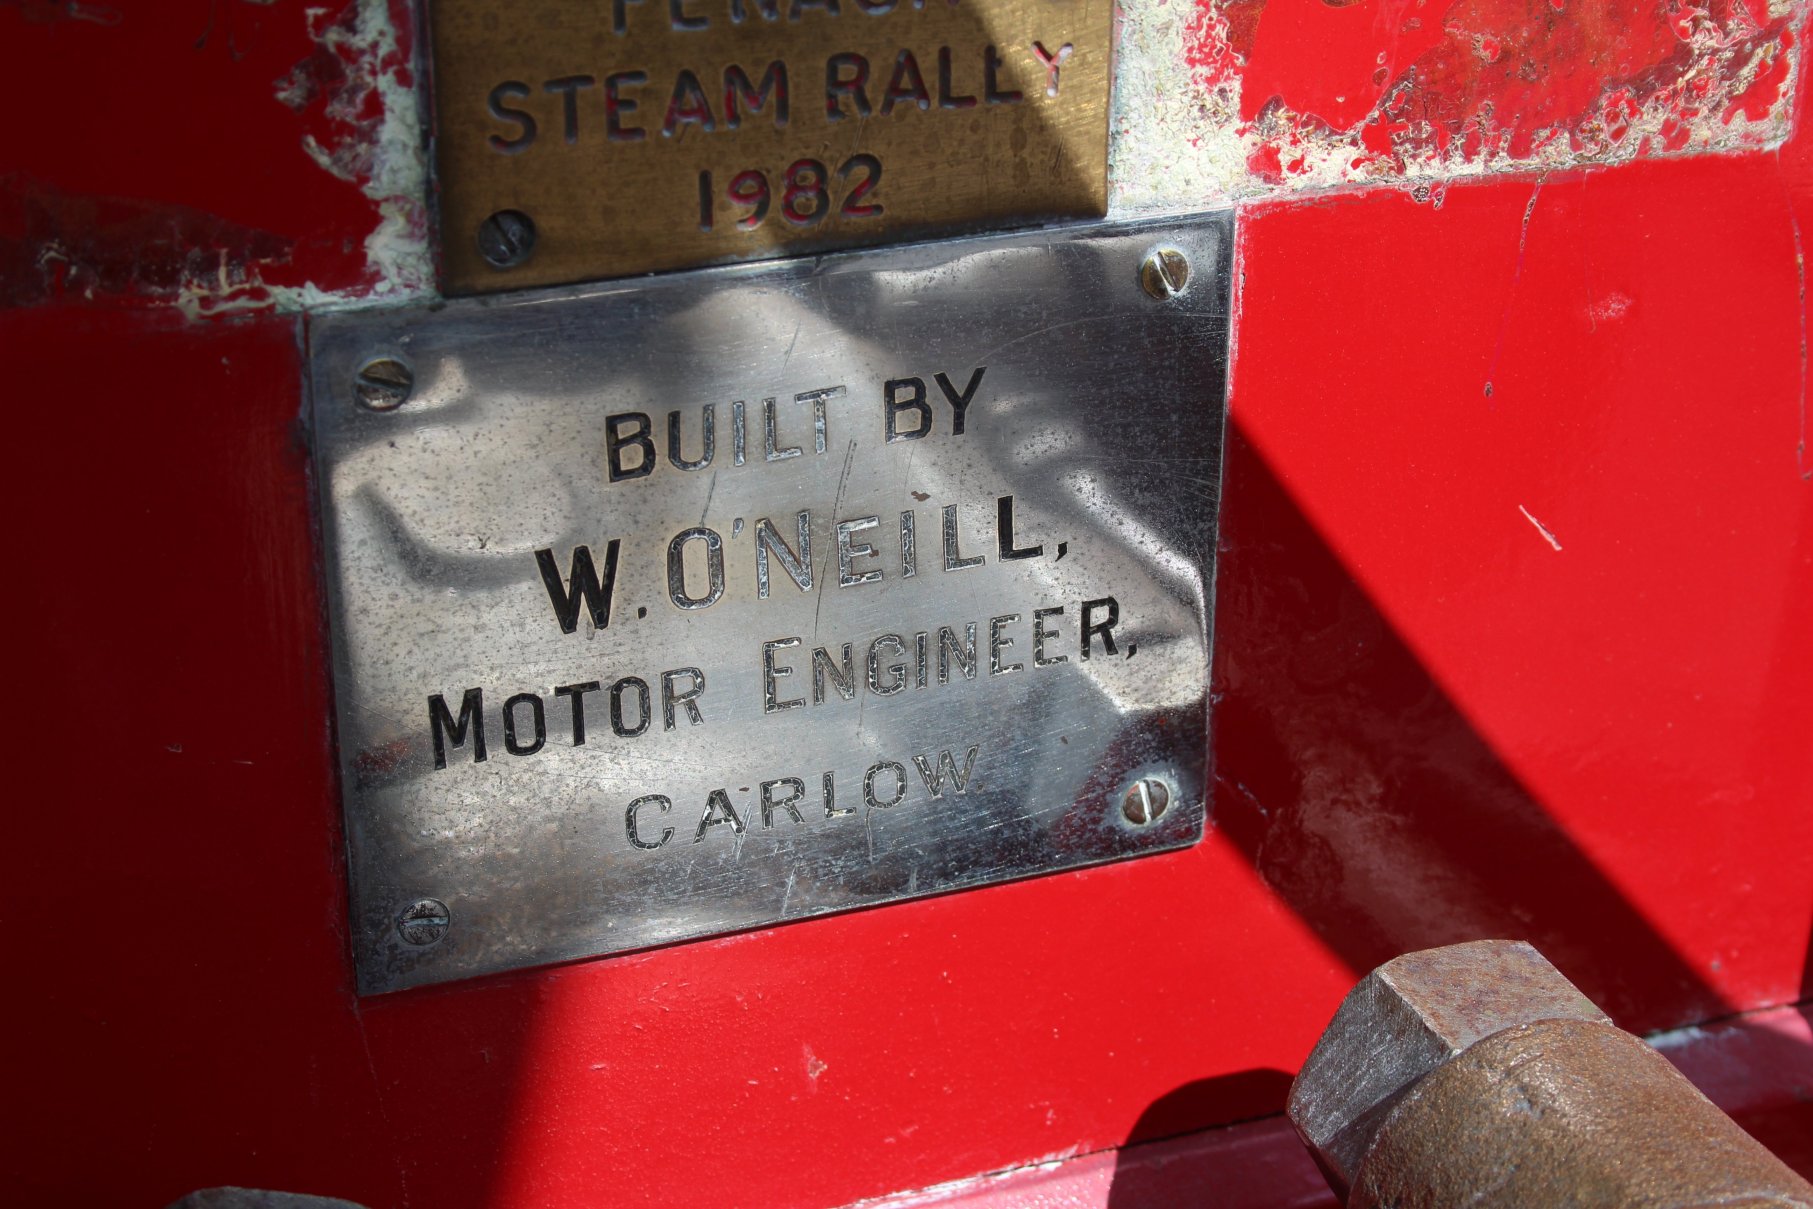 STEAM RALLY
1982
BUILT BY
W. O'NEILL,
MOTOR ENGINEER,
CARLOW.